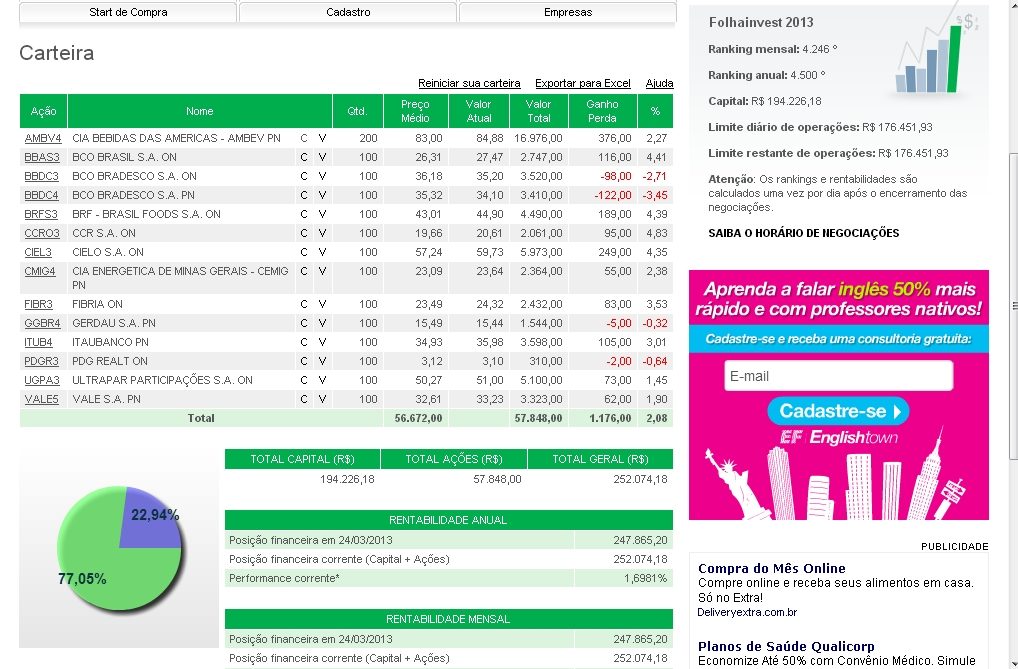 Start de Compra Cadastro Empresas
Carteira
Reiniciar sua carteira Exportar para Excel Ajuda
Ação Nome Qtd. Preço Médio Valor Atual Valor Total Ganho Perda %
AMBV4 CIA BEBIDAS DAS AMERICAS - AMBEV PN C V 200 83,00 84,88 16.976,00 376,00 2,27
BBAS3 BCO BRASIL S.A. ON C V 100 26,31 27,47 2.747,00 116,00 4,41
BBDC3 BCO BRADESCO S.A. ON C V 100 36,18 35,20 3.520,00 -98,00 -2,71
BBDC4 BCO BRADESCO S.A. PN C V 100 35,32 34,10 3.410,00 -122,00 -3,45
BRFS3 BRF - BRASIL FOODS S.A. ON C V 100 43,01 44,90 4.490,00 189,00 4,39
CCRO3 CCR S.A. ON C V 100 19,66 20,61 2.061,00 95,00 4,83
CIEL3 CIELO S.A. ON C V 100 57,24 59,73 5.973,00 249,00 4,35
CMIG4 CIA ENERGETICA DE MINAS GERAIS - CEMIG PN C V 100 23,09 23,64 2.364,00 55,00 2,38
FIBR3 FIBRIA ON C V 100 23,49 24,32 2.432,00 83,00 3,53
GGBR4 GERDAU S.A. PN C V 100 15,49 15,44 1.544,00 -5,00 -0,32
ITUB4 ITAUBANCO PN C V 100 34,93 35,98 3.598,00 105,00 3,01
PDGR3 PDG REALT ON C V 100 3,12 3,10 310,00 -2,00 -0,64
UGPA3 ULTRAPAR PARTICIPAÇÕES S.A. ON C V 100 50,27 51,00 5.100,00 73,00 1,45
VALE5 VALE S.A. PN C V 100 32,61 33,23 3.323,00 62,00 1,90
Total 56.672,00 57.848,00 1.176,00 2,08
22,94%
77,05%
TOTAL CAPITAL (R$) TOTAL AÇÕES (R$) TOTAL GERAL (R$)
194.226,18 57.848,00 252.074,18
RENTABILIDADE ANUAL
Posição financeira em 24/03/2013 247.865,20
Posição financeira corrente (Capital + Ações) 252.074,18
Performance corrente* 1,6981%
RENTABILIDADE MENSAL
Posição financeira em 24/03/2013 247.865,20
Posição financeira corrente (Capital + Ações) 252.074,18
Folhainvest 2013
Ranking mensal: 4.246 º
Ranking anual: 4.500 º
Capital: R$ 194.226,18
Limite diário de operações: R$ 176.451,93
Limite restante de operações: R$ 176.451,93
Atenção: Os rankings e rentabilidades são
calculados uma vez por dia após o encerramento das
negociações.
SAIBA O HORÁRIO DE NEGOCIAÇÕES
Aprenda a falar inglês 50% mais
rápido e com professores nativos!
Cadastre-se e receba uma consultoria gratuita:
E-mail
Cadastre-se
EF Englishtown
PUBLICIDADE
Compra do Mês Online
Compre online e receba seus alimentos em casa.
Só no Extra!
Deliveryextra.com.br
Planos de Saúde Qualicorp
Economize Até 50% com Convênio Médico. Simule